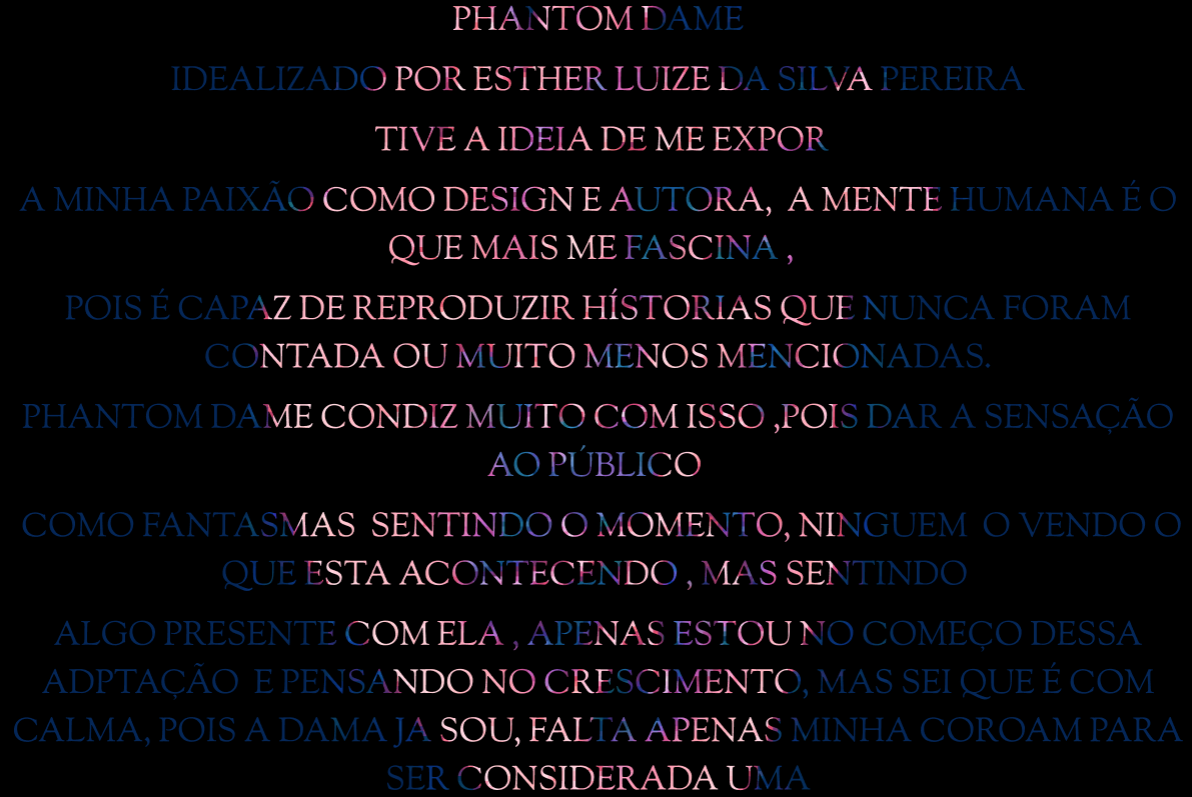 PHANTOM DAME
IDEALIZADO POR ESTHER LUIZE DA SILVA PEREIRA
TIVE A IDEIA DE ME EXPOR
A MINHA PAIXÃO COMO DESIGN E AUTORA,  A MENTE HUMANA É O
QUE MAIS ME FASCINA ,
POIS É CAPAZ DE REPRODUZIR HÍSTORIAS QUE NUNCA FORAM
CONTADA OU MUITO MENOS MENCIONADAS.
PHANTOM DAME CONDIZ MUITO COM ISSO ,POIS DAR A SENSAÇÃO
AO PÚBLICO
COMO FANTASMAS  SENTINDO O MOMENTO, NINGUEM  O VENDO O
QUE ESTA ACONTECENDO , MAS SENTINDO
ALGO PRESENTE COM ELA , APENAS ESTOU NO COMEÇO DESSA
ADPTAÇÃO  E PENSANDO NO CRESCIMENTO, MAS SEI QUE É COM
CALMA, POIS A DAMA JA SOU, FALTA APENAS MINHA COROAM PARA
SER CONSIDERADA UMA